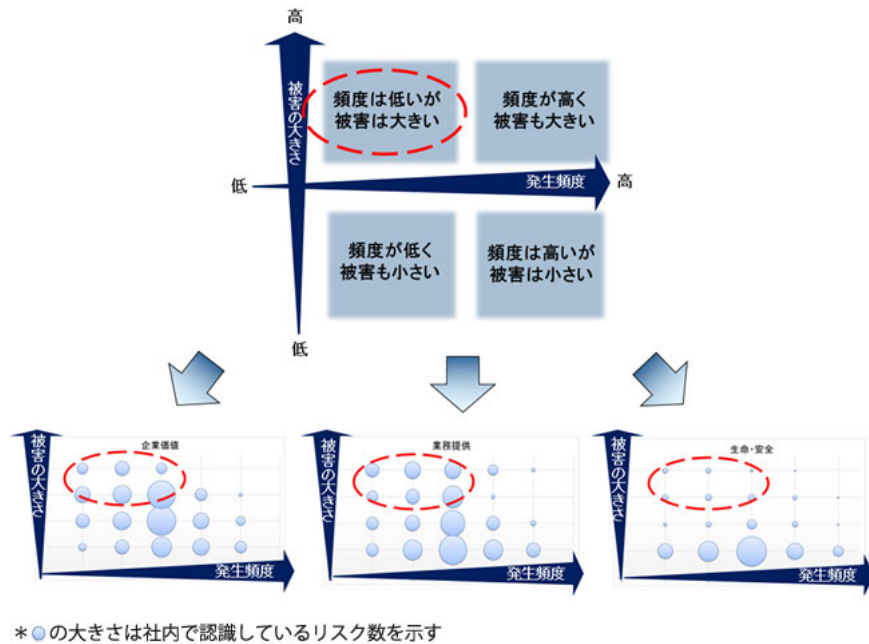 高
被害の大きさ
頻度は低いが
被害は大きい
頻度が高く
被害も大きい
低
発生頻度
高
頻度が低く
被害も小さい
頻度は高いが
被害は小さい
低
被害の大きさ
企業価値
発生頻度
被害の大きさ
業務提供
発生頻度
被害の大きさ
生命・安全
発生頻度
＊ の大きさは社内で認識しているリスク数を示す